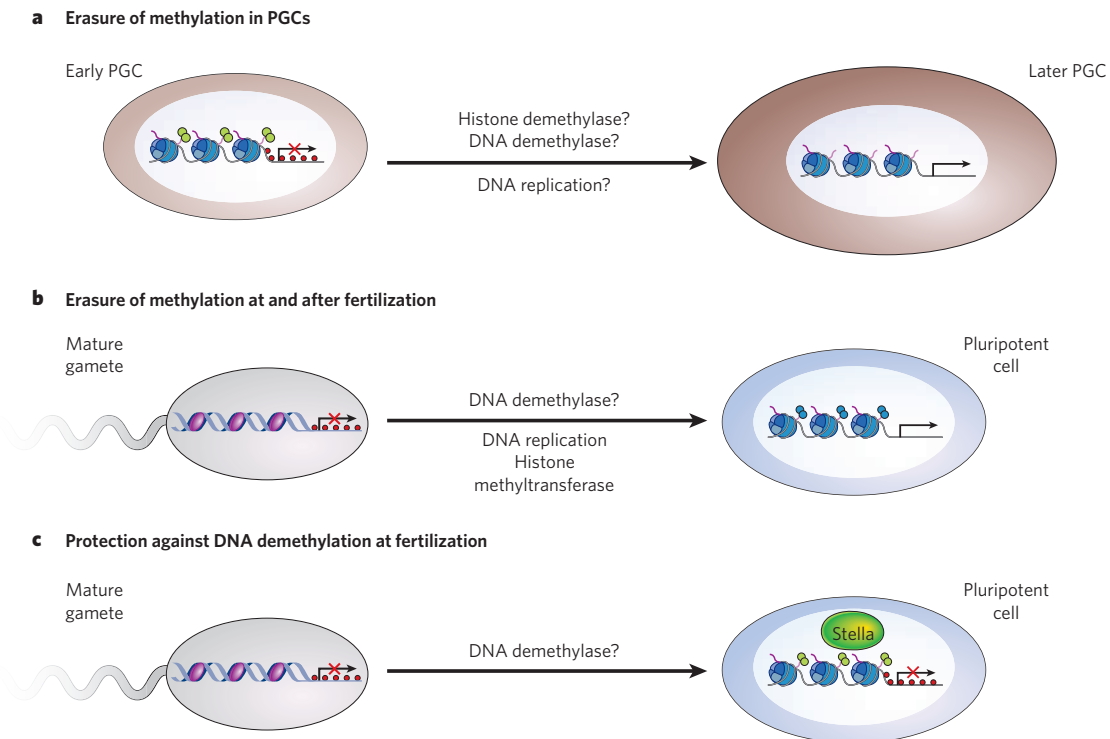 a Erasure of methylation in PGCs
Early PGC
Later PGC
Histone demethylase?
DNA demethylase?
DNA replication?
b Erasure of methylation at and after fertilization
Mature
gamete
Pluripotent
cell
DNA demethylase?
DNA replication
Histone
methyltransferase
c Protection against DNA demethylation at fertilization
Mature
gamete
Pluripotent
cell
DNA demethylase?
Stella